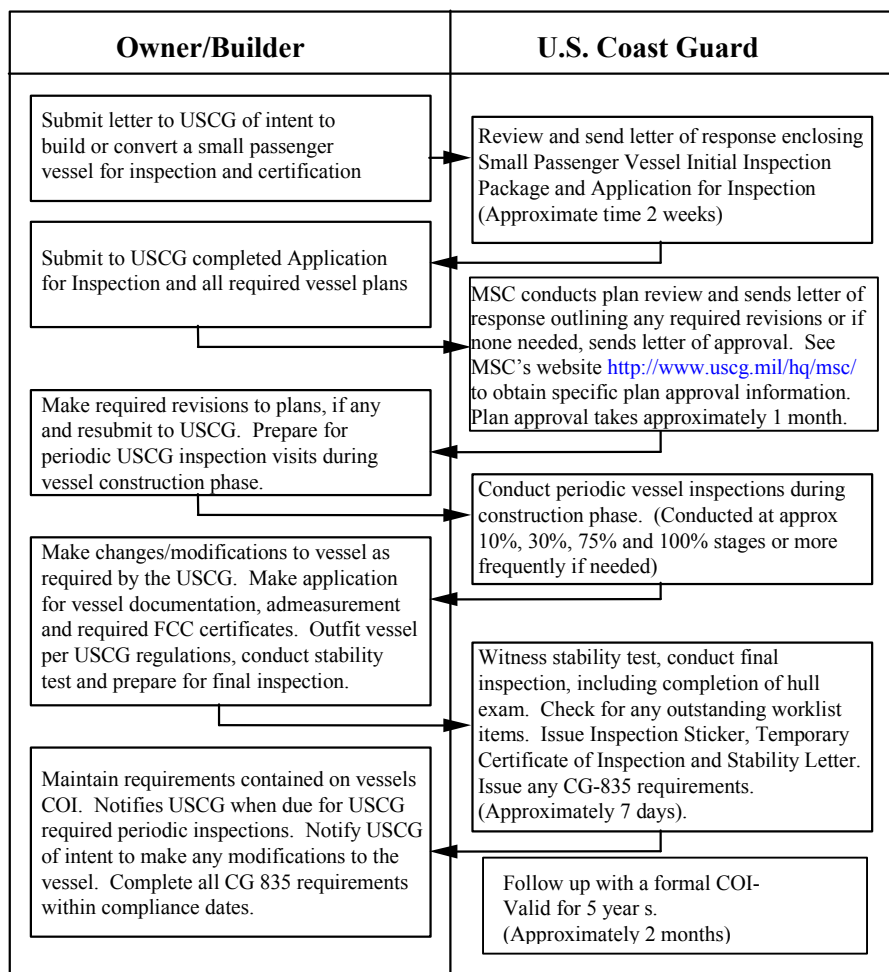 Owner/Builder
U.S. Coast Guard
Submit letter to USCG of intent to
build or convert a small passenger
vessel for inspection and certification
Review and send letter of response enclosing
Small Passenger Vessel Initial Inspection
Package and Application for Inspection
(Approximate time 2 weeks)
Submit to USCG completed Application
for Inspection and all required vessel plans
MSC conducts plan review and sends letter of
response outlining any required revisions or if
none needed, sends letter of approval.  See
MSC's website http://www.uscg.mil/hq/msc/
to obtain specific plan approval information.
Plan approval takes approximately 1 month.
Make required revisions to plans, if any
and resubmit to USCG.  Prepare for
periodic USCG inspection visits during
vessel construction phase.
Conduct periodic vessel inspections during
construction phase.  (Conducted at approx
10%, 30%, 75% and 100% stages or more
frequently if needed)
Make changes/modifications to vessel as
required by the USCG.  Make application
for vessel documentation, admeasurement
and required FCC certificates.  Outfit vessel
per USCG regulations, conduct stability
test and prepare for final inspection.
Witness stability test, conduct final
inspection, including completion of hull
exam.  Check for any outstanding worklist
items.  Issue Inspection Sticker, Temporary
Certificate of Inspection and Stability Letter.
Issue any CG-835 requirements.
(Approximately 7 days).
Maintain requirements contained on vessels
COI.  Notifies USCG when due for USCG
required periodic inspections.  Notify USCG
of intent to make any modifications to the
vessel.  Complete all CG 835 requirements
within compliance dates.
Follow up with a formal COI-
Valid for 5 year s.
(Approximately 2 months)